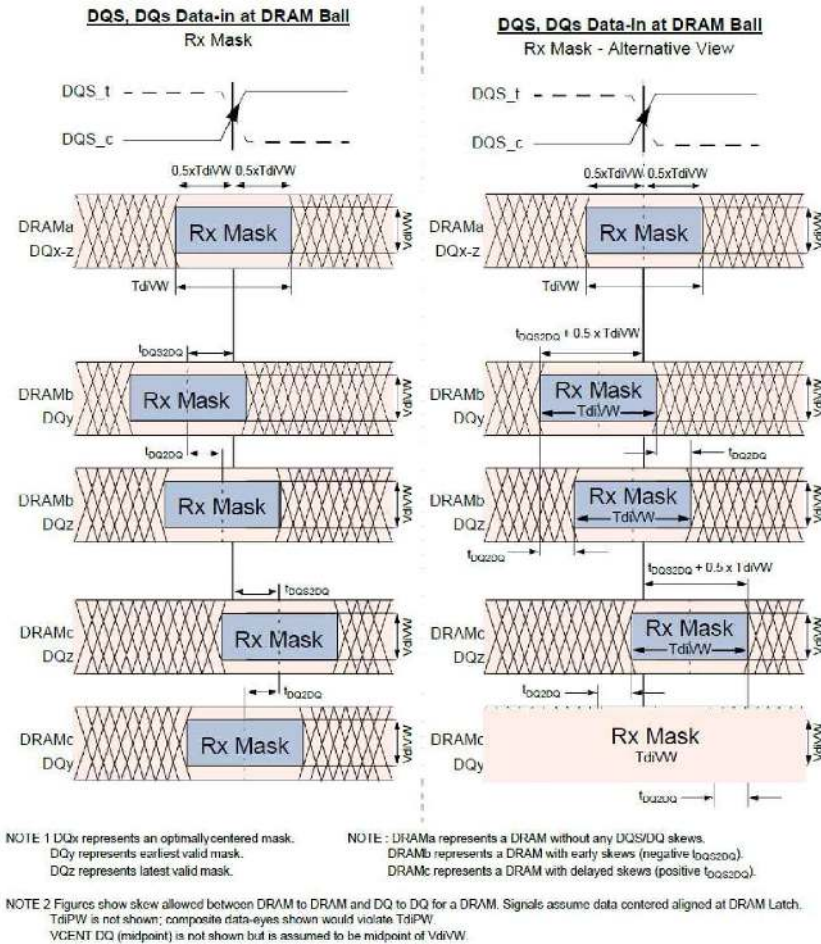 DQS, DQs Data-in at DRAM Ball
Rx Mask
DQS_t
DQS_c
0.5xTdiVW 0.5xTdiVW
DRAMa
DQx-z
Rx Mask
VdiVW
TdiVW
tDQS2DQ
DRAMb
DQy
Rx Mask
VdiVW
tDQ2DQ
DRAMb
DQz
Rx Mask
VdiVW
tDQS2DQ
DRAMc
DQz
Rx Mask
VdiVW
tDQ2DQ
DRAMc
DQy
Rx Mask
VdiVW
DQS, DQs Data-In at DRAM Ball
Rx Mask - Alternative View
DQS_t
DQS_c
0.5xTdiVW 0.5xTdiVW
DRAMa
DQx-z
Rx Mask
VdiVW
TdiVW
tDQS2DQ + 0.5 x TdiVW
DRAMb
DQy
Rx Mask
TdiVW
VdiVW
tDQ2DQ
DRAMb
DQz
Rx Mask
TdiVW
VdiVW
tDQ2DQ
tDQS2DQ + 0.5 x TdiVW
DRAMc
DQz
Rx Mask
TdiVW
VdiVW
tDQ2DQ
DRAMc
DQy
Rx Mask
TdiVW
VdiVW
tDQ2DQ
NOTE 1 DQx represents an optimally centered mask.
DQy represents earliest valid mask.
DQz represents latest valid mask.
NOTE : DRAMa represents a DRAM without any DQS/DQ skews.
DRAMb represents a DRAM with early skews (negative tDQS2DQ).
DRAMc represents a DRAM with delayed skews (positive tDQS2DQ).
NOTE 2 Figures show skew allowed between DRAM to DRAM and DQ to DQ for a DRAM. Signals assume data centered aligned at DRAM Latch.
TdiPW is not shown; composite data-eyes shown would violate TdiPW.
VCENT DQ (midpoint) is not shown but is assumed to be midpoint of VdiVW.